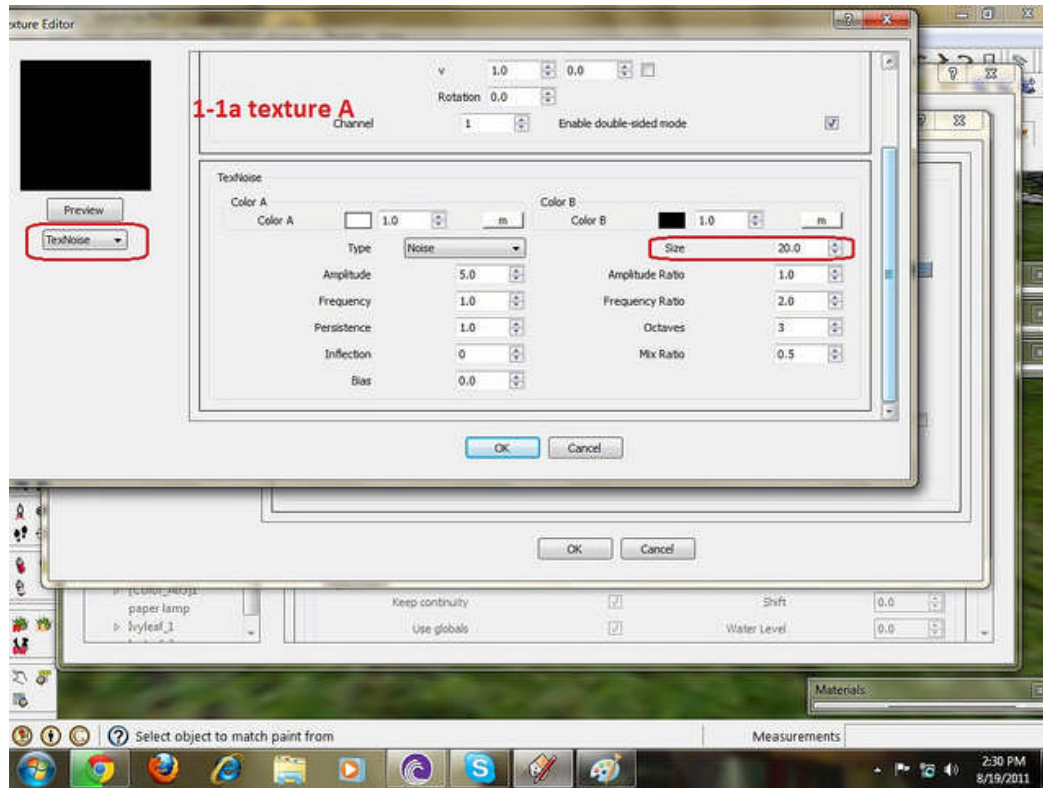 exture Editor
v 1.0 0.0
Rotation 0.0
1-1a texture A
Channel 1 Enable double-sided mode
TexNoise
Color A Color B
Color A 1.0 m Color B 1.0 m
Preview
TexNoise
Type Noise Size 20.0
Amplitude 5.0 Amplitude Ratio 1.0
Frequency 1.0 Frequency Ratio 2.0
Persistence 1.0 Octaves 3
Inflection 0 Mix Ratio 0.5
Bias 0.0
OK Cancel
OK Cancel
paper lamp
Keep continuity Shift 0.0
Ivyleaf_1
Use globals Water Level 0.0
Materials
Select object to match paint from Measurements
2:30 PM
8/19/2011